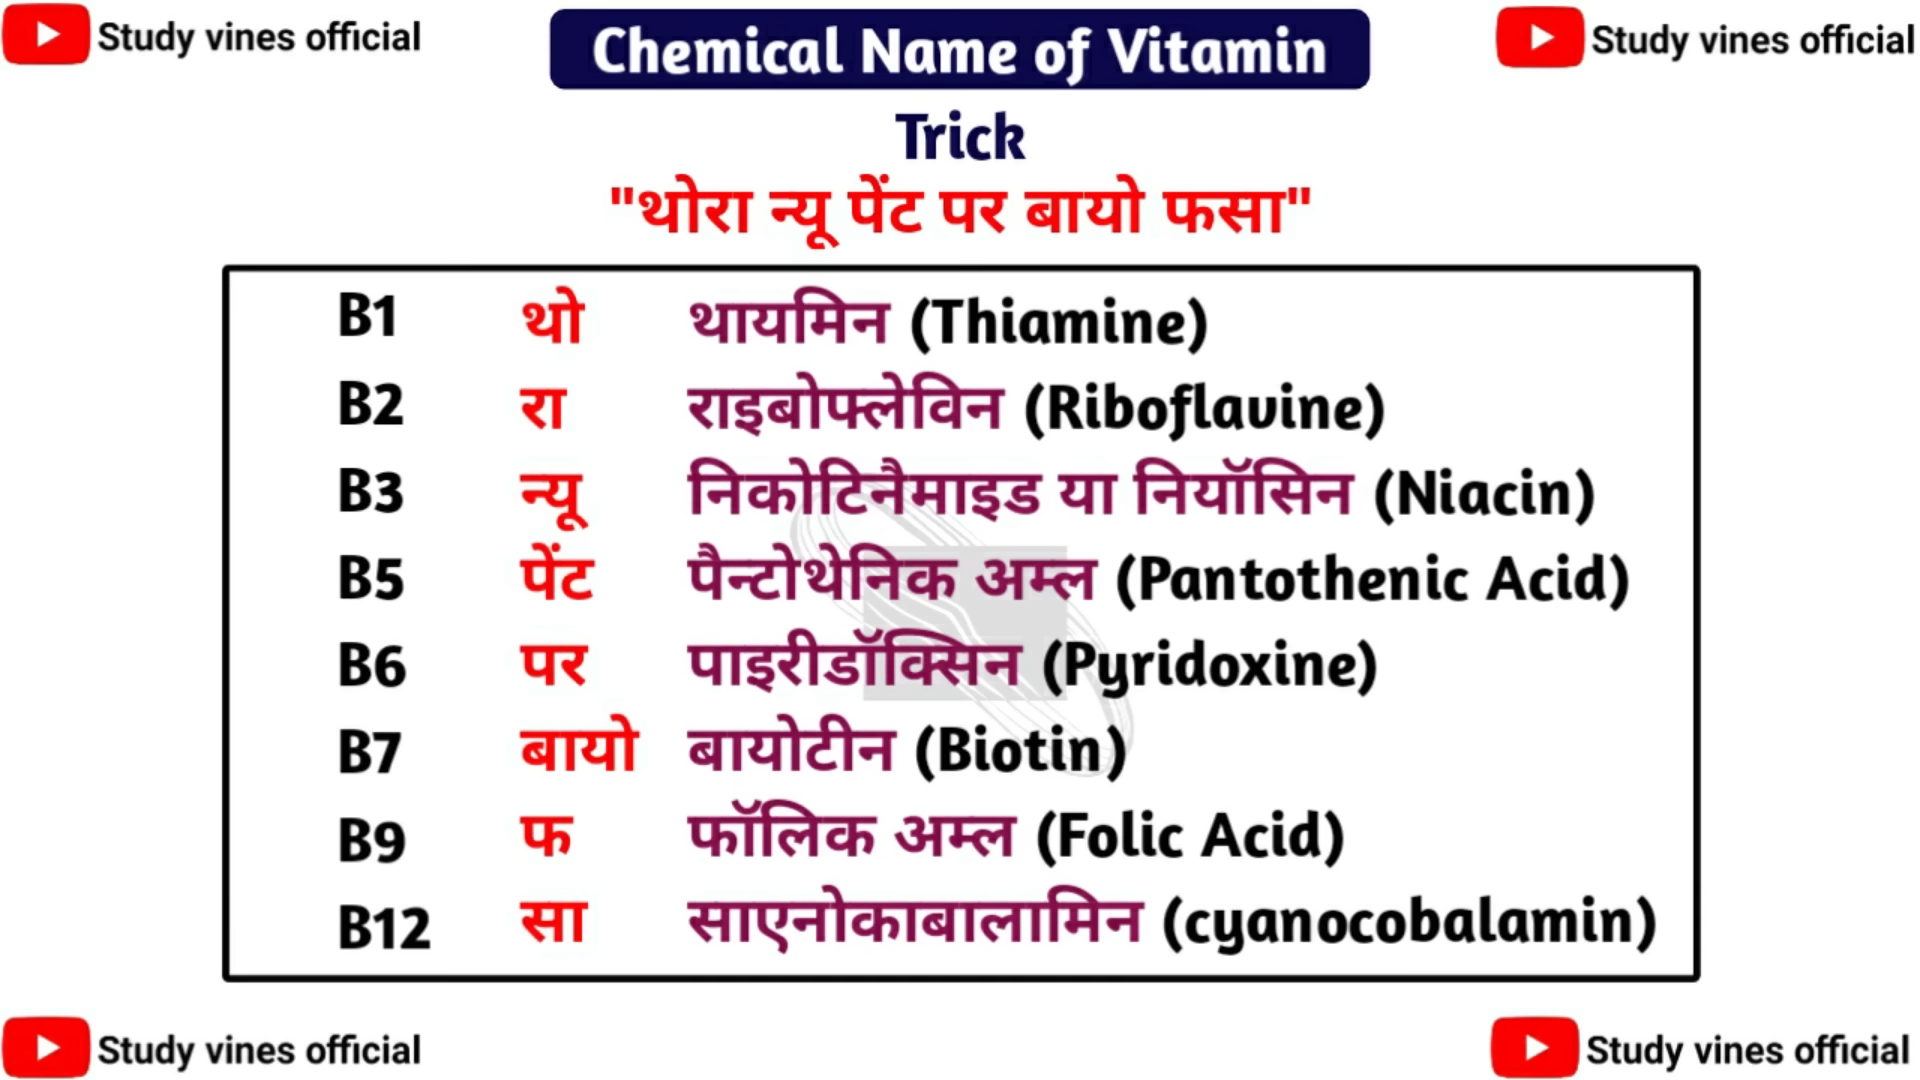 Study vines official
Chemical Name of Vitamin
Study vines official
Trick
"थोरा न्यू पेंट पर बायो फसा"
B1 थो थायमिन (Thiamine)
B2 रा राइबोफ्लेविन (Riboflavine)
B3 न्यू निकोटिनैमाइड या नियॉसिन (Niacin)
B5 पेंट पैन्टोथेनिक अम्ल (Pantothenic Acid)
B6 पर पाइरीडॉक्सिन (Pyridoxine)
B7 बायो बायोटीन (Biotin)
B9 फ फॉलिक अम्ल (Folic Acid)
B12 सा साएनोकाबालामिन (cyanocobalamin)
Study vines official
Study vines official